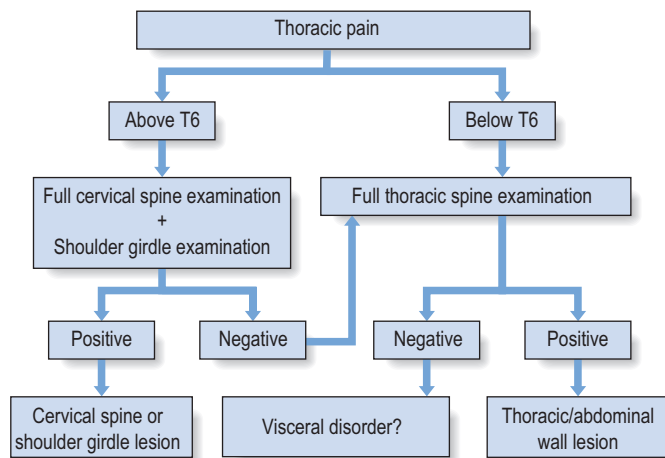 Thoracic pain
Above T6
Below T6
Full cervical spine examination
+
Shoulder girdle examination
Full thoracic spine examination
Positive
Negative
Negative
Positive
Cervical spine or
shoulder girdle lesion
Visceral disorder?
Thoracic/abdominal
wall lesion